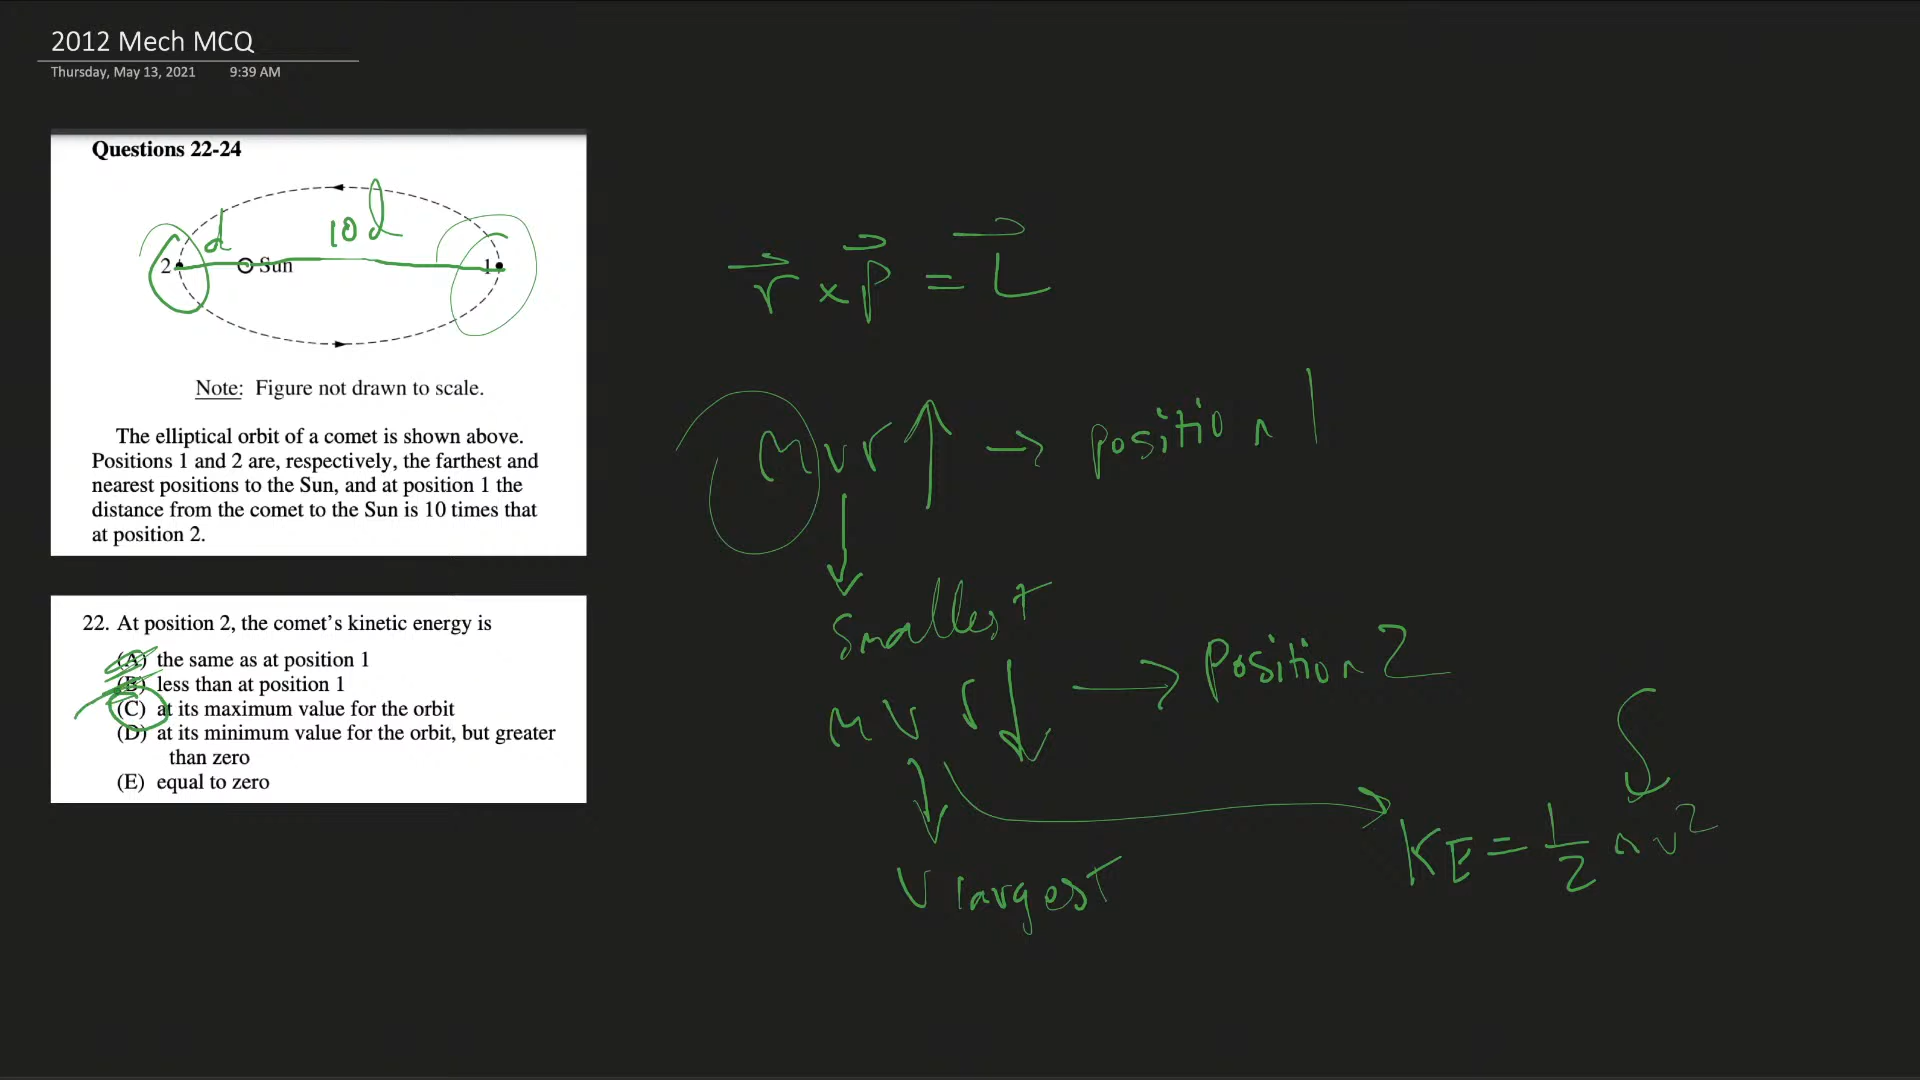 2012 Mech MCQ
Thursday, May 13, 2021 9:39 AM
Questions 22-24
d 10d
2 Sun 1
Note: Figure not drawn to scale.
The elliptical orbit of a comet is shown above.
Positions 1 and 2 are, respectively, the farthest and
nearest positions to the Sun, and at position 1 the
distance from the comet to the Sun is 10 times that
at position 2.
22. At position 2, the comet's kinetic energy is
(A) the same as at position 1
(B) less than at position 1
(C) at its maximum value for the orbit
(D) at its minimum value for the orbit, but greater
than zero
(E) equal to zero
r × p = L
mvr ↑ → position 1
↓
smallest
mvr ↓ → position 2
↓
v largest
KE = 1/2 mv²